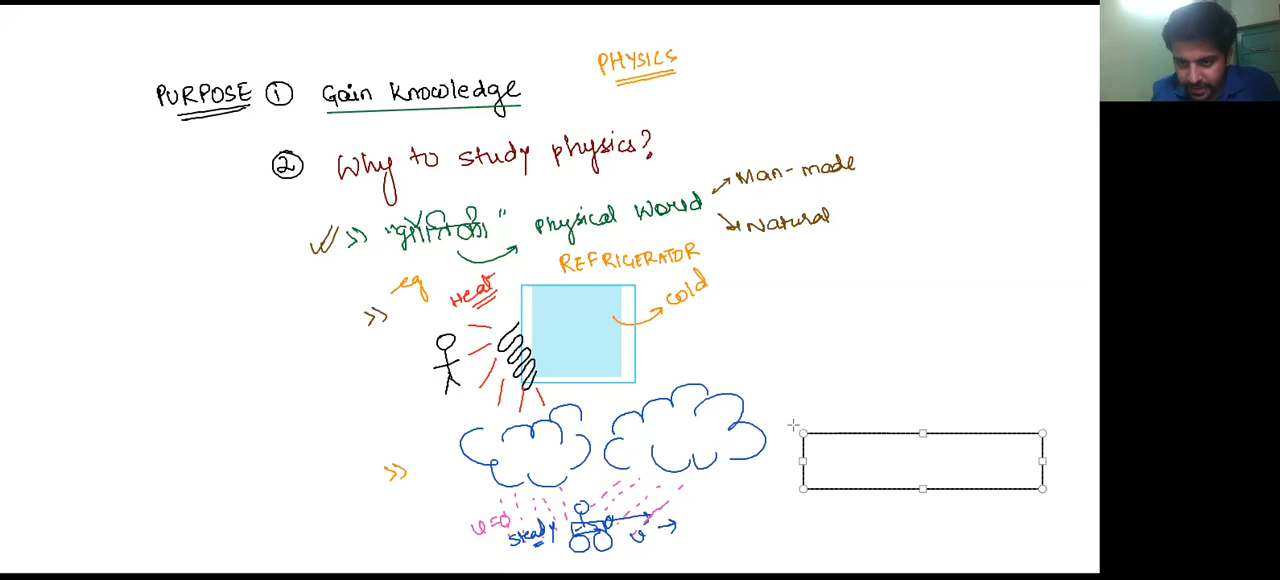 PHYSICS
PURPOSE ① Gain Knowledge
② Why to study physics?
>> " " Physical World
Man-made
Natural
eg
Heat
REFRIGERATOR
cold
>>
>>
u=0
steady
v